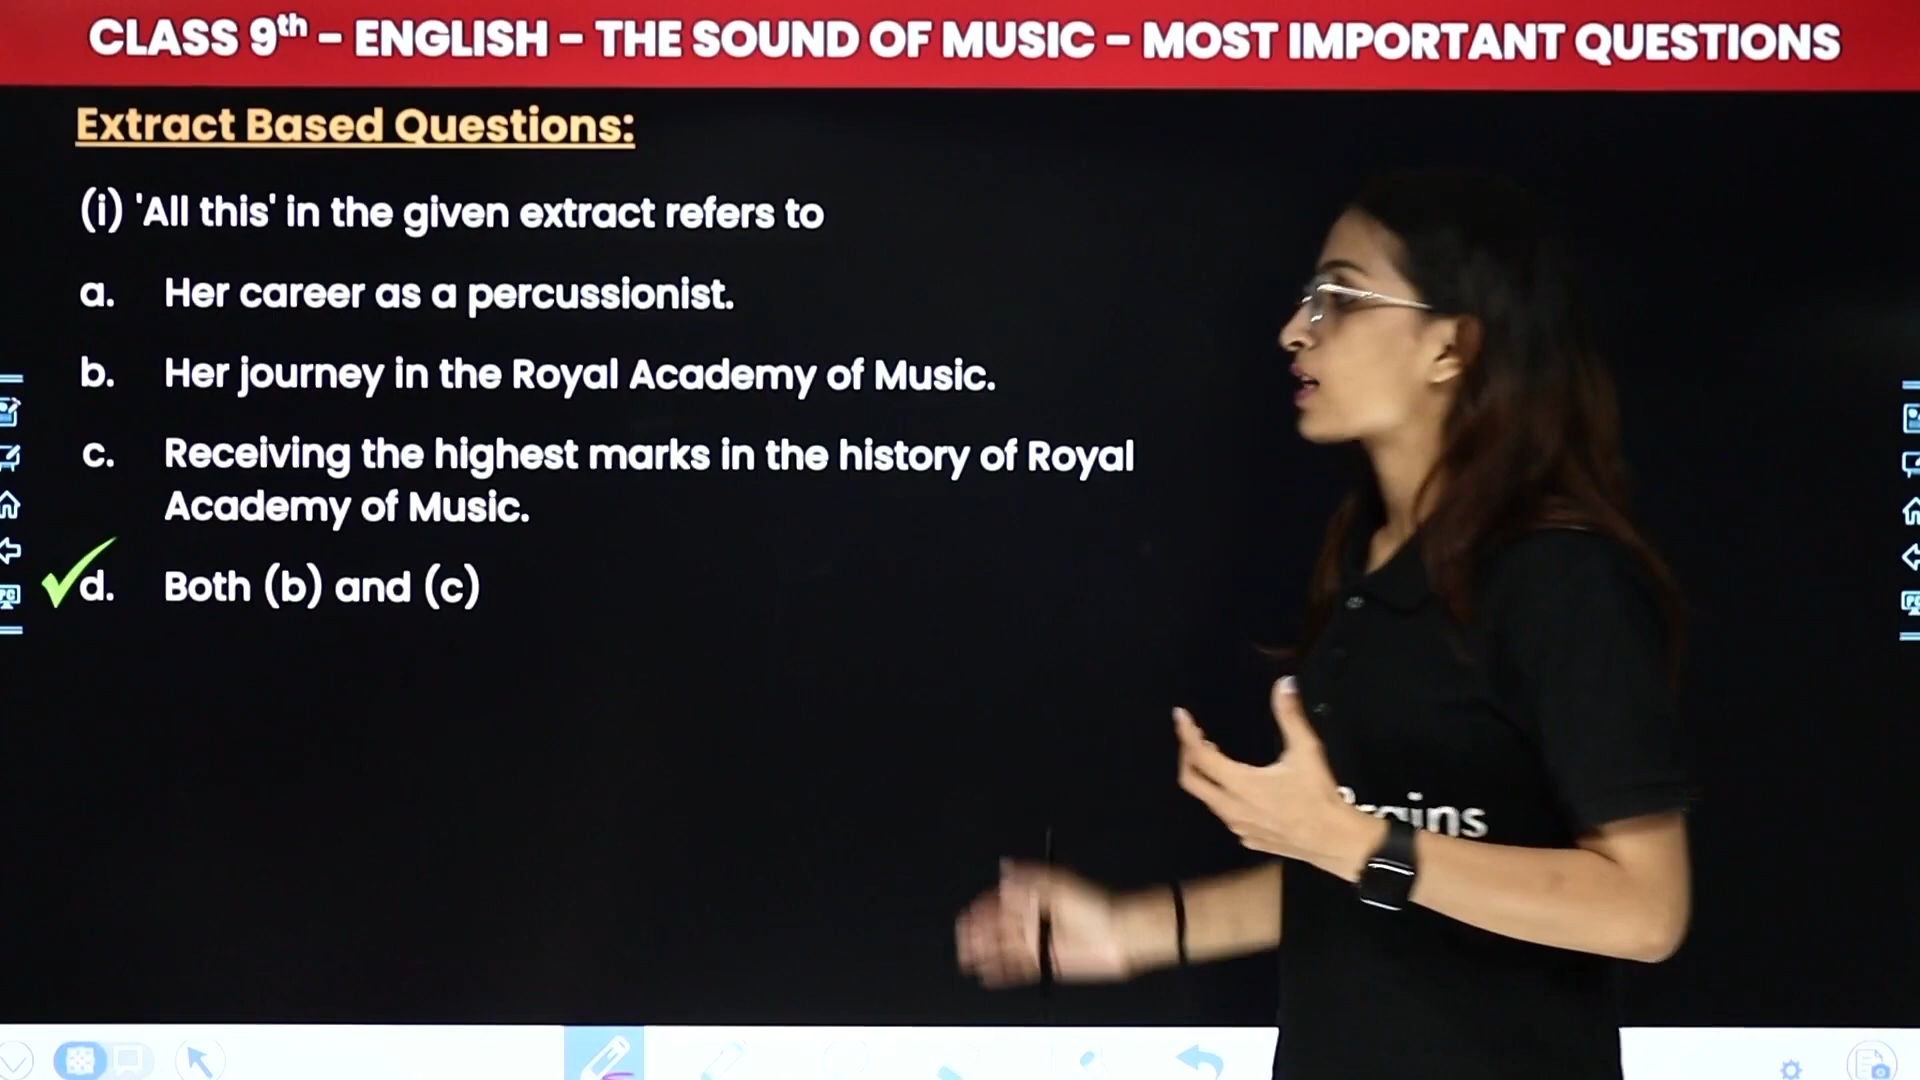 CLASS 9th – ENGLISH – THE SOUND OF MUSIC – MOST IMPORTANT QUESTIONS
Extract Based Questions:
(i) 'All this' in the given extract refers to
a. Her career as a percussionist.
b. Her journey in the Royal Academy of Music.
c. Receiving the highest marks in the history of Royal
Academy of Music.
d. Both (b) and (c)